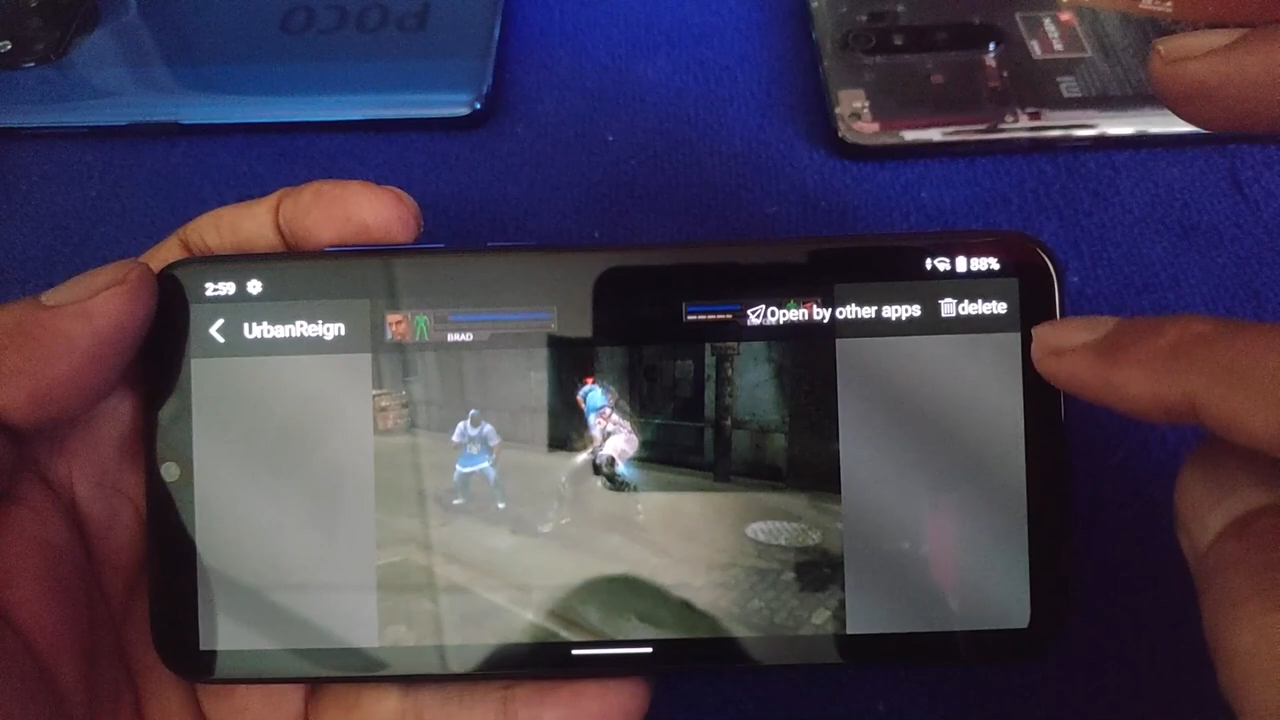 POCO
2:59
88%
UrbanReign
Open by other apps
delete
BRAD